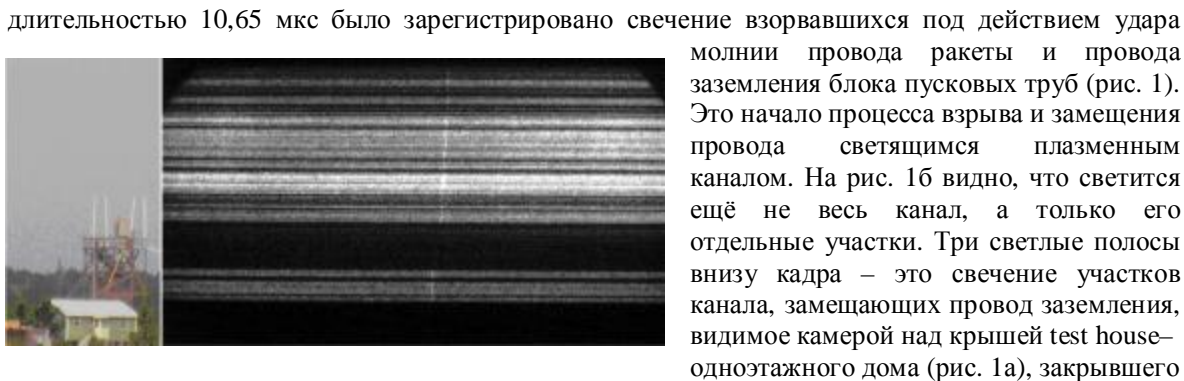 длительностью 10,65 мкс было зарегистрировано свечение взорвавшихся под действием удара
молнии провода ракеты и провода
заземления блока пусковых труб (рис. 1).
Это начало процесса взрыва и замещения
провода светящимся плазменным
каналом. На рис. 1б видно, что светится
ещё не весь канал, а только его
отдельные участки. Три светлые полосы
внизу кадра – это свечение участков
канала, замещающих провод заземления,
видимое камерой над крышей test house–
одноэтажного дома (рис. 1а), закрывшего